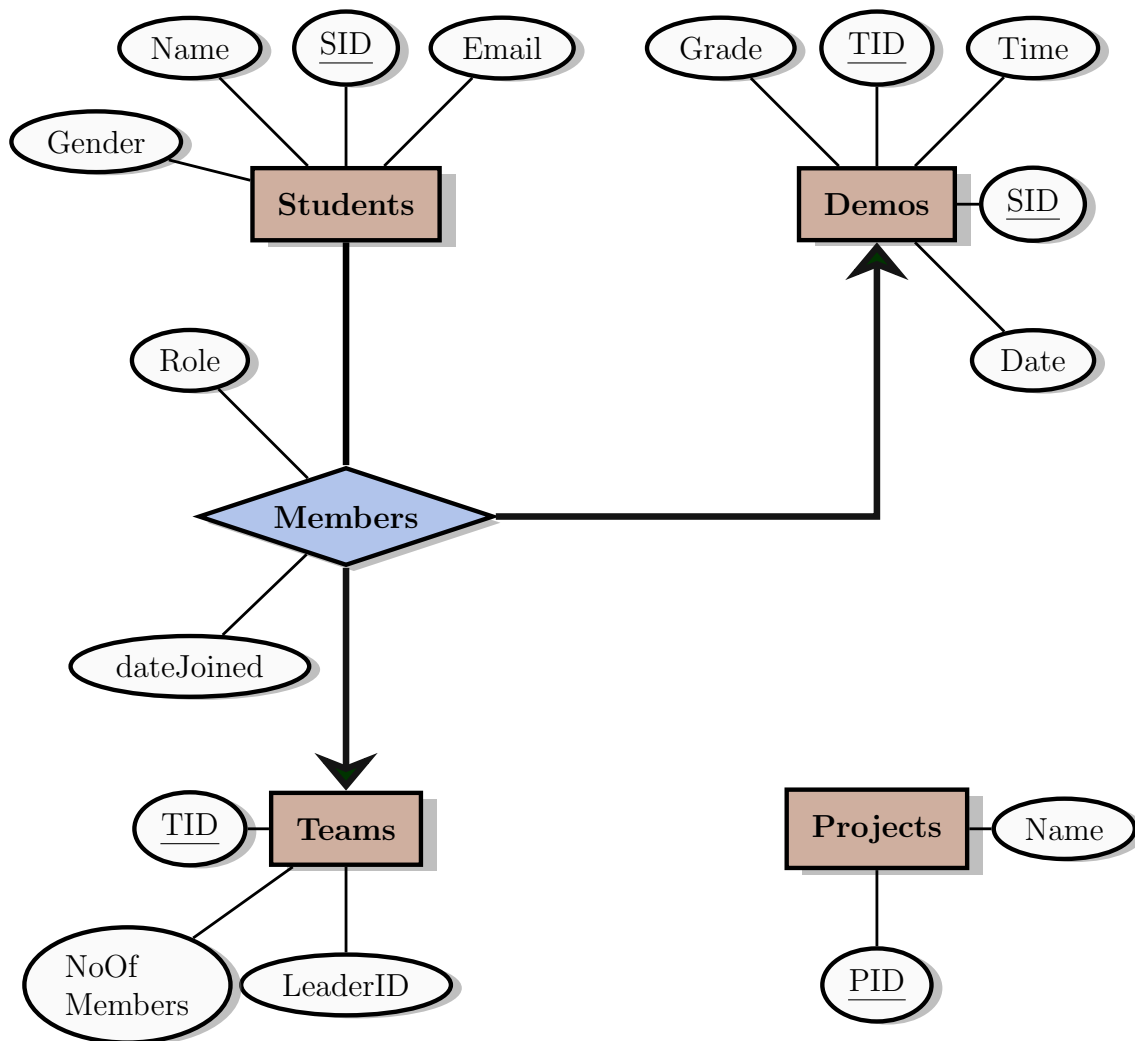 Name
SID
Email
Grade
TID
Time
Gender
Students
Demos
SID
Role
Date
Members
dateJoined
TID
Teams
Projects
Name
NoOf
Members
LeaderID
PID